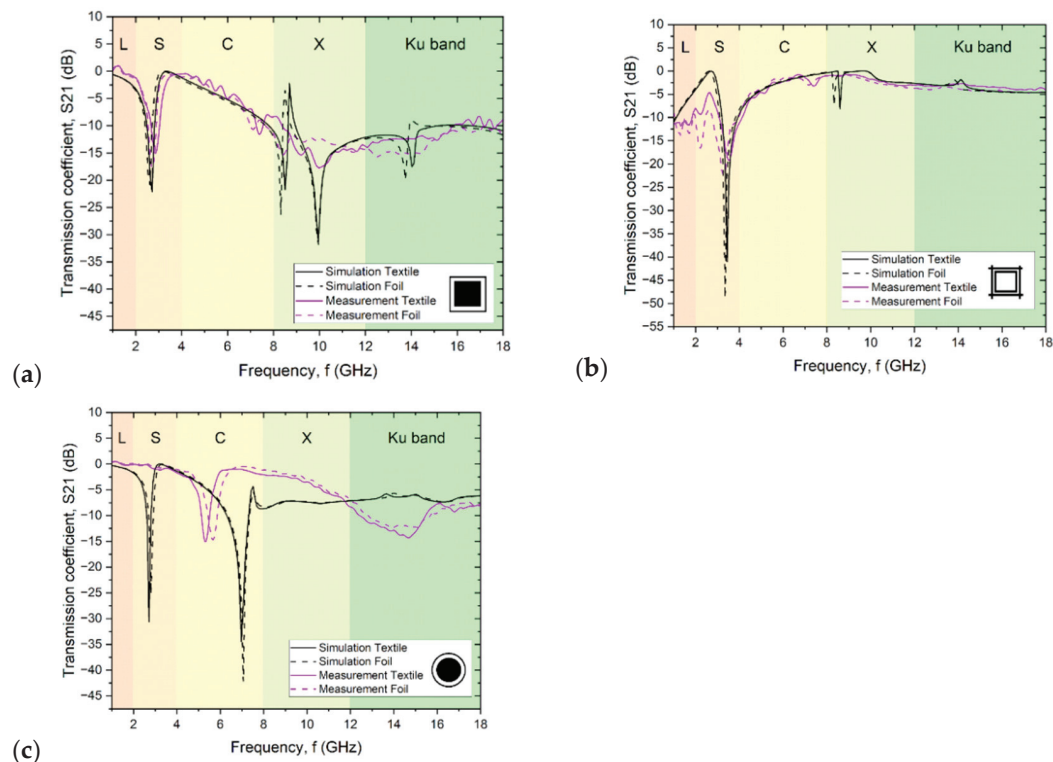 (a)
Transmission coefficient, S21 (dB)
10
5
0
−5
−10
−15
−20
−25
−30
−35
−40
−45
L S C X Ku band
Simulation Textile
Simulation Foil
Measurement Textile
Measurement Foil
2 4 6 8 10 12 14 16 18
Frequency, f (GHz)
(b)
Transmission coefficient, S21 (dB)
10
5
0
−5
−10
−15
−20
−25
−30
−35
−40
−45
−50
−55
L S C X Ku band
Simulation Textile
Simulation Foil
Measurement Textile
Measurement Foil
2 4 6 8 10 12 14 16 18
Frequency, f (GHz)
(c)
Transmission coefficient, S21 (dB)
10
5
0
−5
−10
−15
−20
−25
−30
−35
−40
−45
L S C X Ku band
Simulation Textile
Simulation Foil
Measurement Textile
Measurement Foil
2 4 6 8 10 12 14 16 18
Frequency, f (GHz)